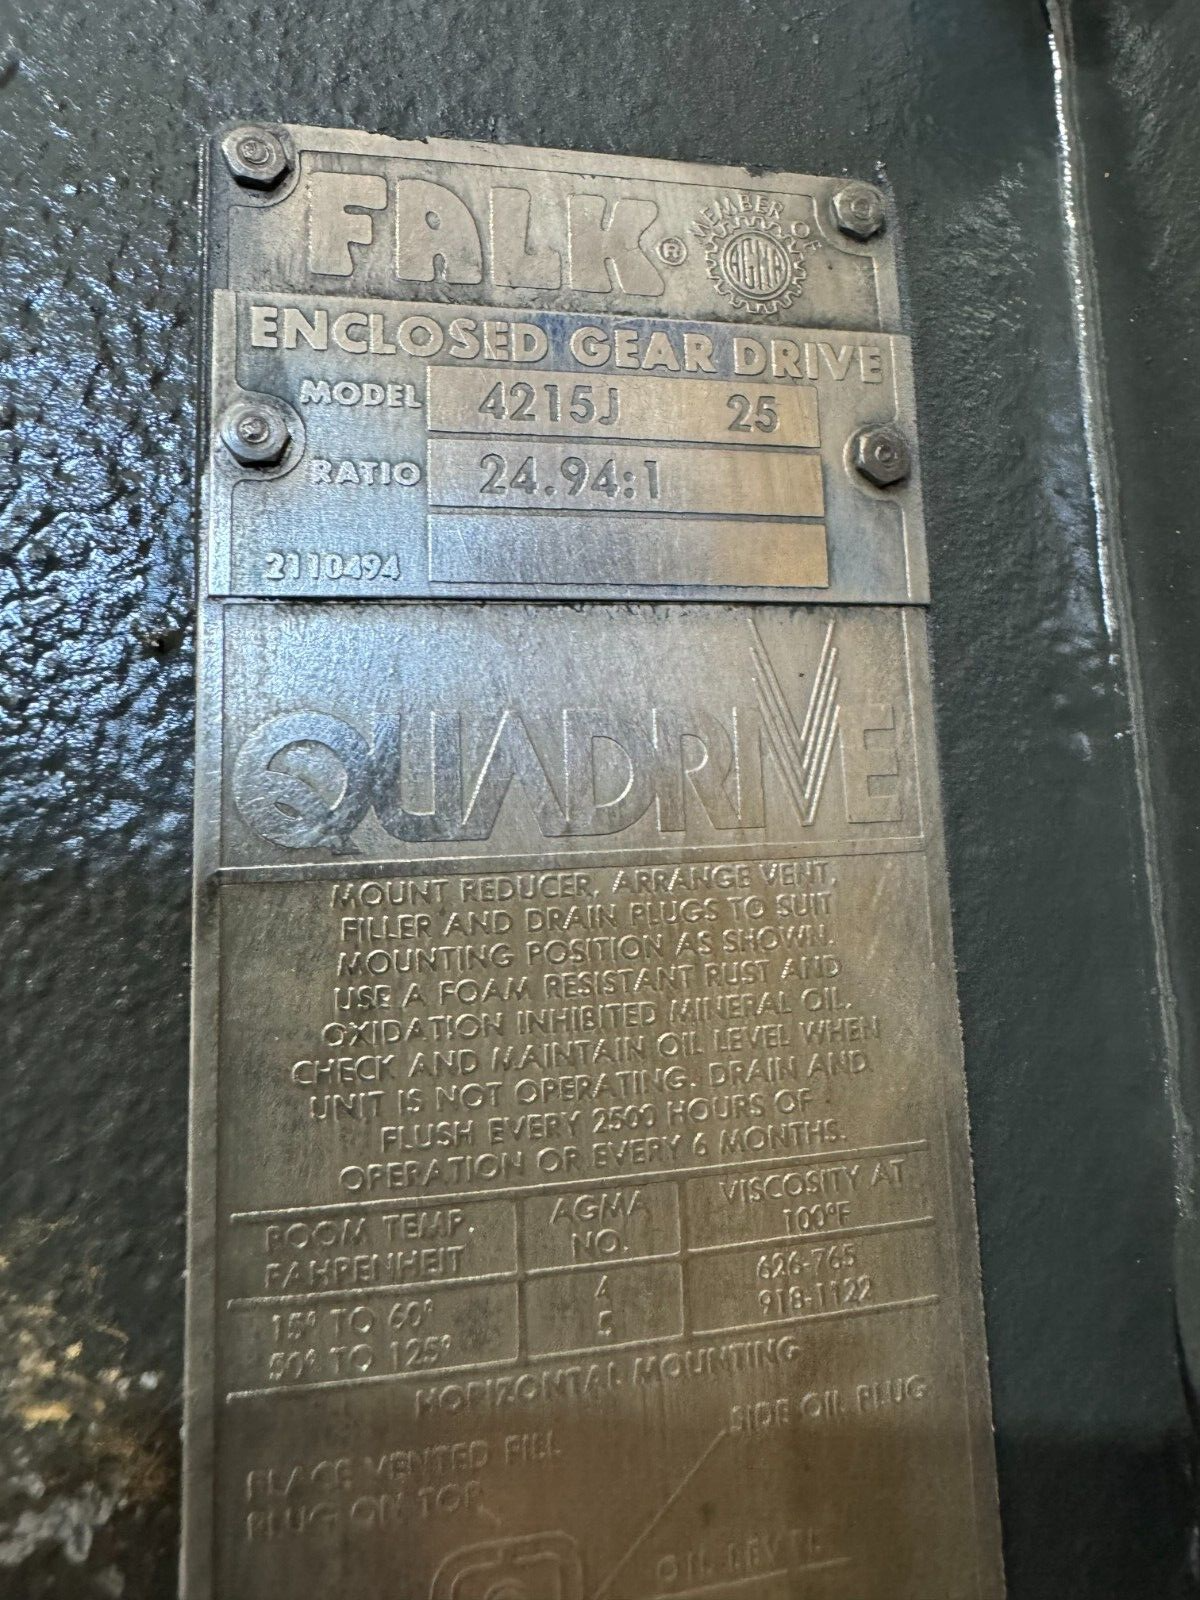 FALK®
MEMBER OF
AGMA
ENCLOSED GEAR DRIVE
MODEL 4215J 25
RATIO 24.94:1
2110494
QUADRIVE
MOUNT REDUCER, ARRANGE VENT,
FILLER AND DRAIN PLUGS TO SUIT
MOUNTING POSITION AS SHOWN.
USE A FOAM RESISTANT RUST AND
OXIDATION INHIBITED MINERAL OIL.
CHECK AND MAINTAIN OIL LEVEL WHEN
UNIT IS NOT OPERATING. DRAIN AND
FLUSH EVERY 2500 HOURS OF
OPERATION OR EVERY 6 MONTHS.
ROOM TEMP. AGMA VISCOSITY AT
FAHRENHEIT NO. 100°F
15° TO 60° 4 626-765
50° TO 125° 5 918-1122
HORIZONTAL MOUNTING
SIDE OIL PLUG
PLACE VENTED FILL
PLUG ON TOP
OIL LEVEL